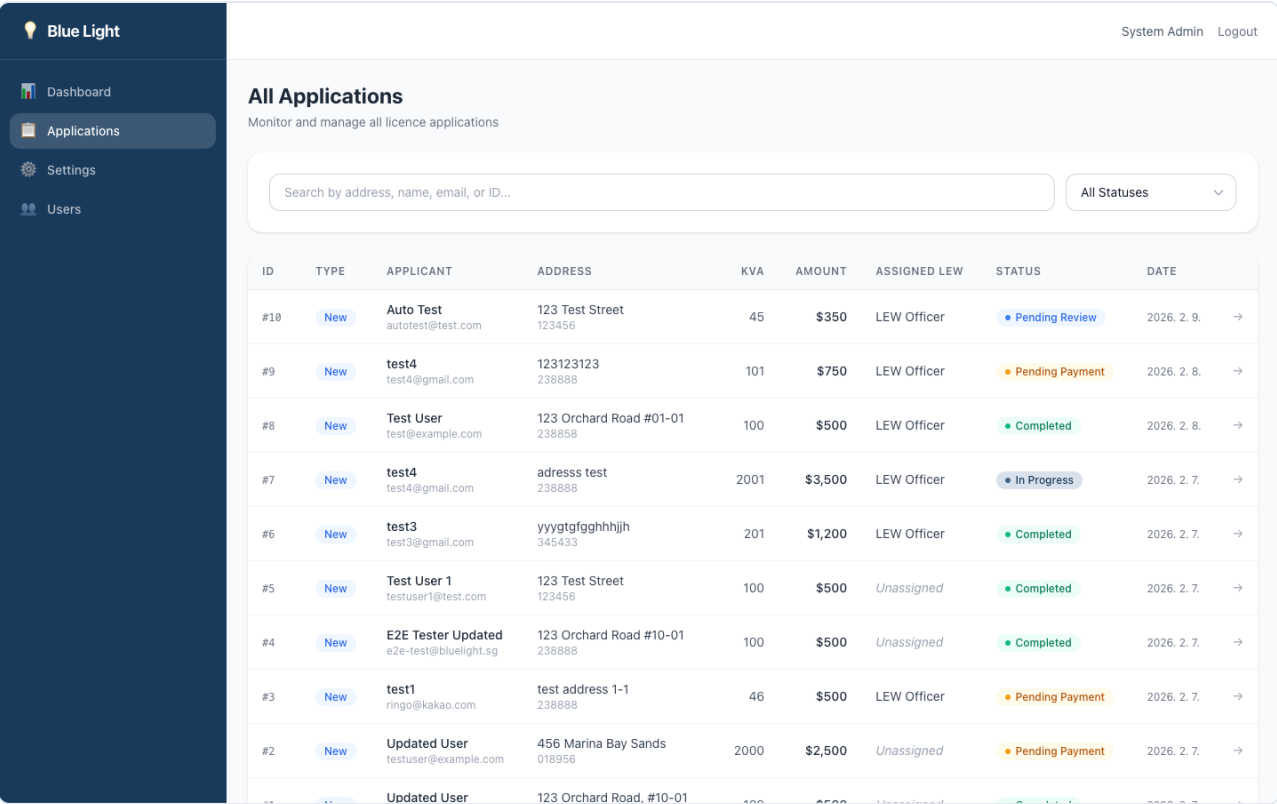 Blue Light
System Admin Logout
Dashboard
Applications
Settings
Users
All Applications
Monitor and manage all licence applications
Search by address, name, email, or ID...
All Statuses
ID TYPE APPLICANT ADDRESS KVA AMOUNT ASSIGNED LEW STATUS DATE
#10 New Auto Test 123 Test Street 45 $350 LEW Officer Pending Review 2026. 2. 9. →
autotest@test.com 123456
#9 New test4 123123123 101 $750 LEW Officer Pending Payment 2026. 2. 8. →
test4@gmail.com 238888
#8 New Test User 123 Orchard Road #01-01 100 $500 LEW Officer Completed 2026. 2. 8. →
test@example.com 238858
#7 New test4 adresss test 2001 $3,500 LEW Officer In Progress 2026. 2. 7. →
test4@gmail.com 238888
#6 New test3 yyygtgfgghhhjjh 201 $1,200 LEW Officer Completed 2026. 2. 7. →
test3@gmail.com 345433
#5 New Test User 1 123 Test Street 100 $500 Unassigned Completed 2026. 2. 7. →
testuser1@test.com 123456
#4 New E2E Tester Updated 123 Orchard Road #10-01 100 $500 Unassigned Completed 2026. 2. 7. →
e2e-test@bluelight.sg 238888
#3 New test1 test address 1-1 46 $500 LEW Officer Pending Payment 2026. 2. 7. →
ringo@kakao.com 238888
#2 New Updated User 456 Marina Bay Sands 2000 $2,500 Unassigned Pending Payment 2026. 2. 7. →
testuser@example.com 018956
Updated User 123 Orchard Road, #10-01